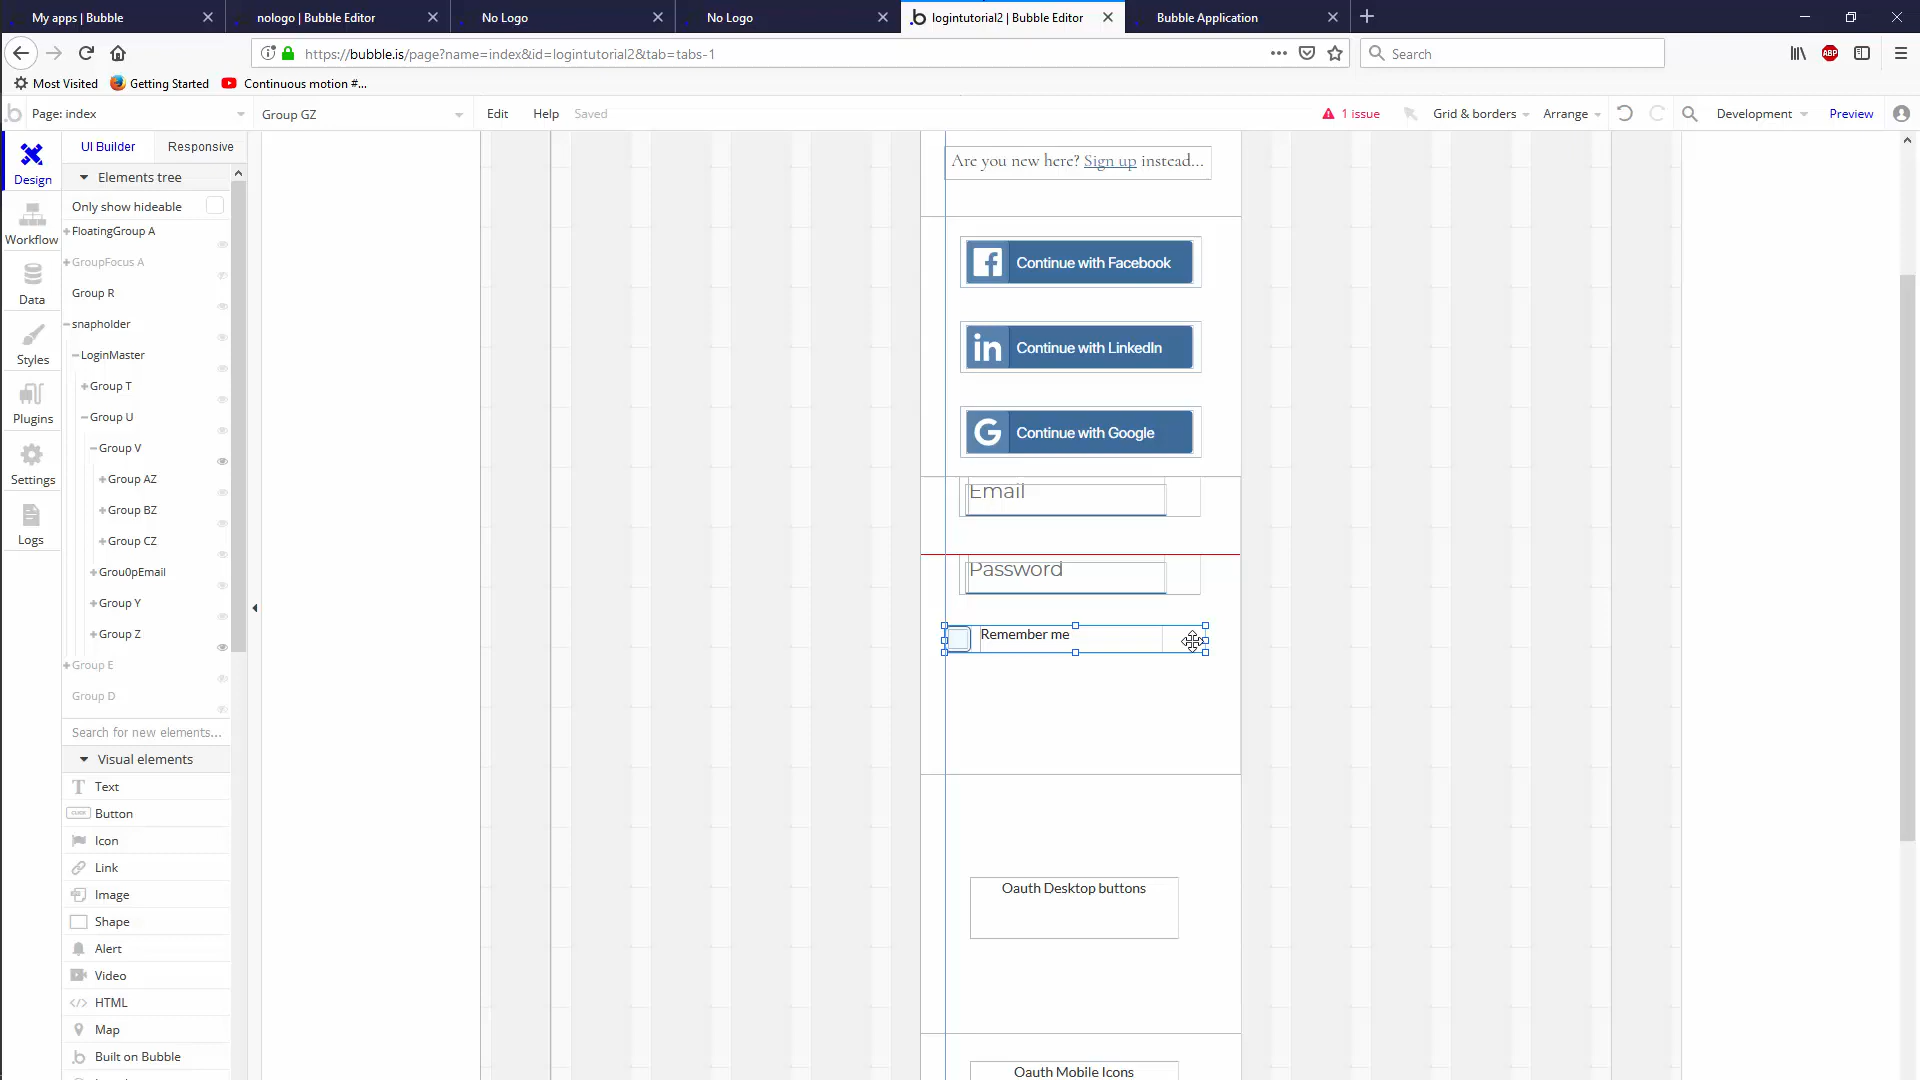 My apps | Bubble
nologo | Bubble Editor
No Logo
No Logo
logintutorial2 | Bubble Editor
Bubble Application
https://bubble.is/page?name=index&id=logintutorial2&tab=tabs-1
Search
Most Visited
Getting Started
Continuous motion #...
Page: index
Group GZ
Edit
Help
Saved
1 issue
Grid & borders
Arrange
Development
Preview
Design
Workflow
Data
Styles
Plugins
Settings
Logs
UI Builder
Responsive
Elements tree
Only show hideable
FloatingGroup A
GroupFocus A
Group R
snapholder
LoginMaster
Group T
Group U
Group V
Group AZ
Group BZ
Group CZ
Grou0pEmail
Group Y
Group Z
Group E
Group D
Search for new elements...
Visual elements
Text
CLICK
Button
Icon
Link
Image
Shape
Alert
Video
HTML
Map
Built on Bubble
Are you new here? Sign up instead...
Continue with Facebook
in Continue with LinkedIn
G Continue with Google
Email
Password
Remember me
Oauth Desktop buttons
Oauth Mobile Icons
ABP